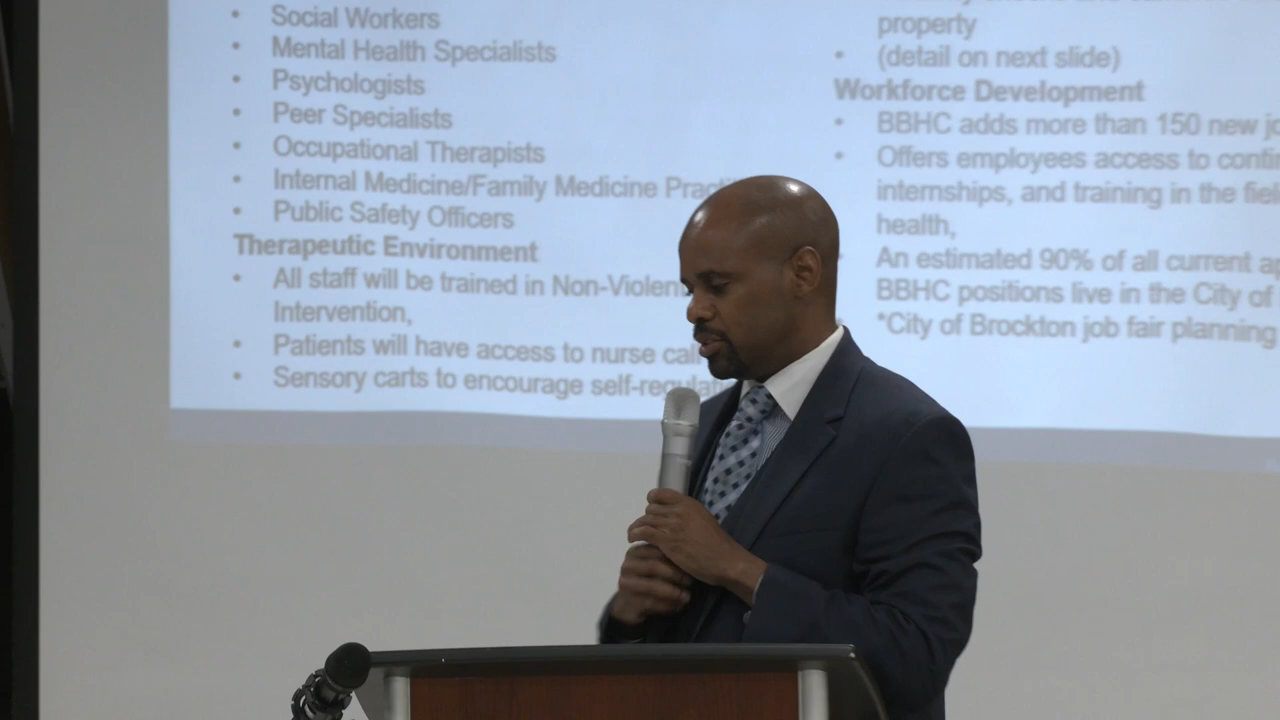 Social Workers
Mental Health Specialists
Psychologists
Peer Specialists
Occupational Therapists
Internal Medicine/Family Medicine
Public Safety Officers
Therapeutic Environment
All staff will be trained in
Intervention,
Patients will have access to nurse call
Sensory carts to encourage
property
(detail on next slide)
Workforce Development
BBHC adds more than 150 new
Offers employees access to
internships, and training in the
health,
An estimated 90% of all current
BBHC positions live in the City of
*City of Brockton job fair planning